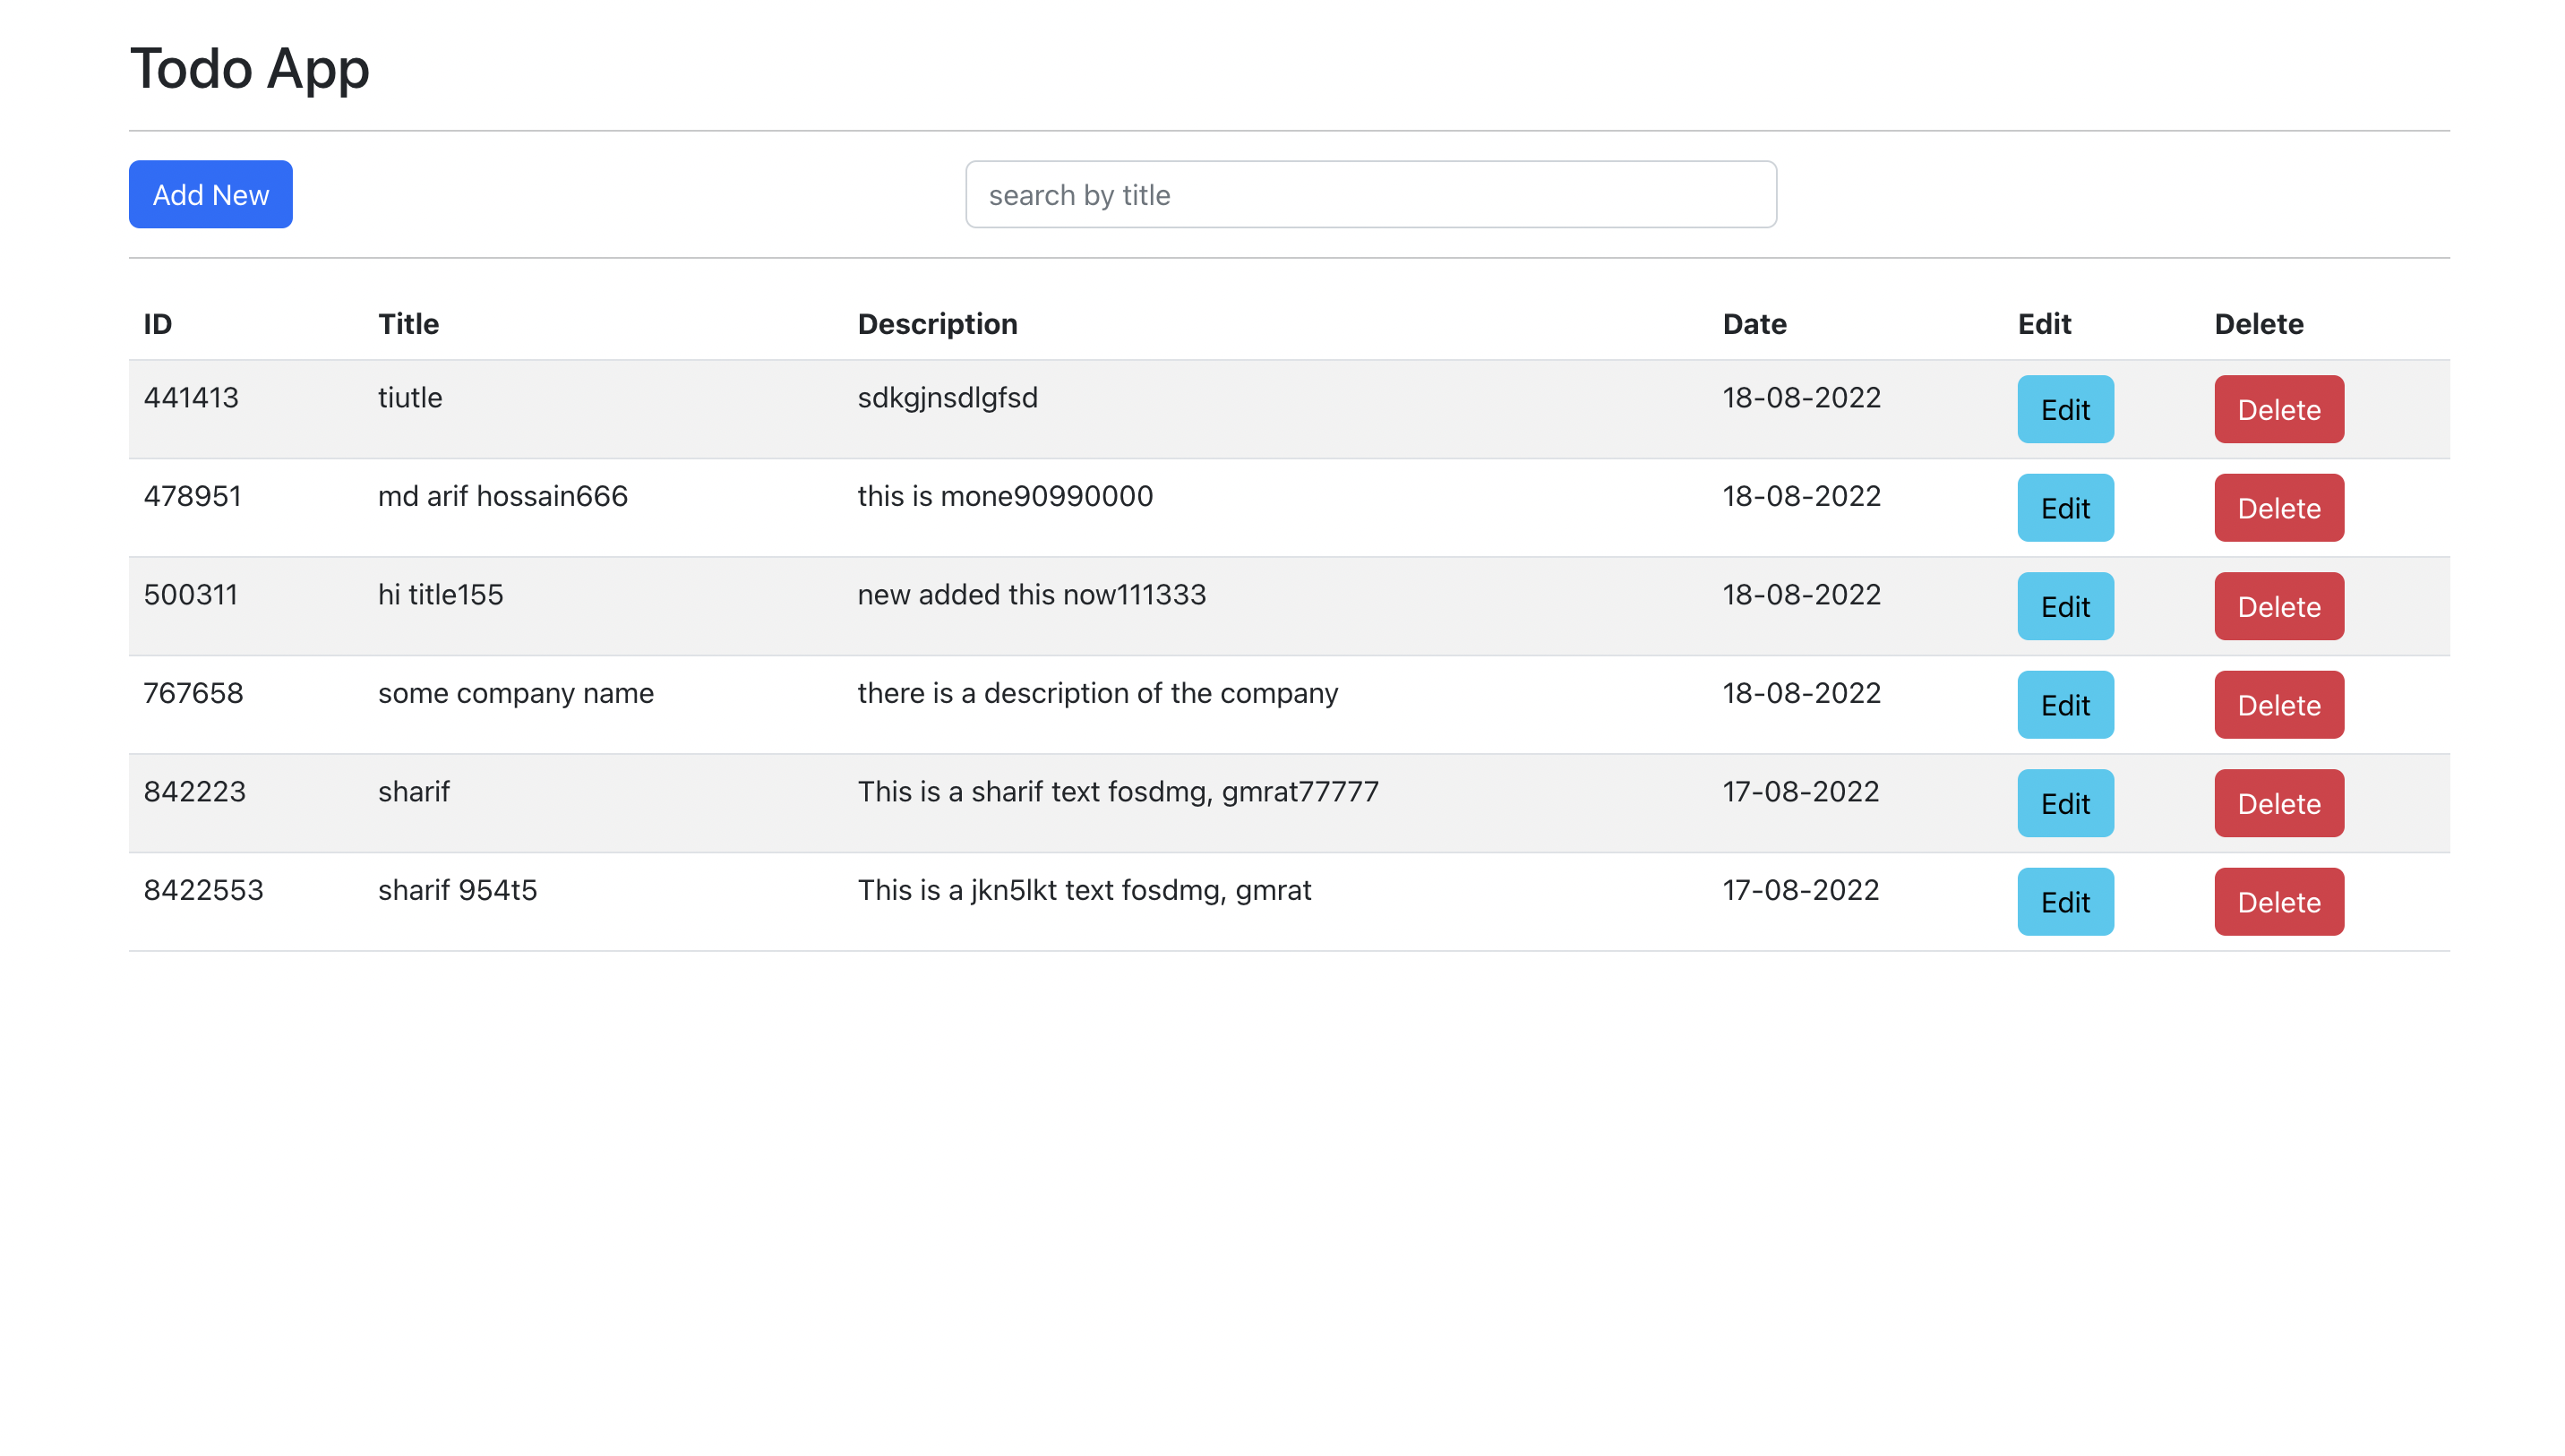 Todo App
Add New search by title
ID Title Description Date Edit Delete
441413 tiutle sdkgjnsdlgfsd 18-08-2022 Edit Delete
478951 md arif hossain666 this is mone90990000 18-08-2022 Edit Delete
500311 hi title155 new added this now111333 18-08-2022 Edit Delete
767658 some company name there is a description of the company 18-08-2022 Edit Delete
842223 sharif This is a sharif text fosdmg, gmrat77777 17-08-2022 Edit Delete
8422553 sharif 954t5 This is a jkn5lkt text fosdmg, gmrat 17-08-2022 Edit Delete